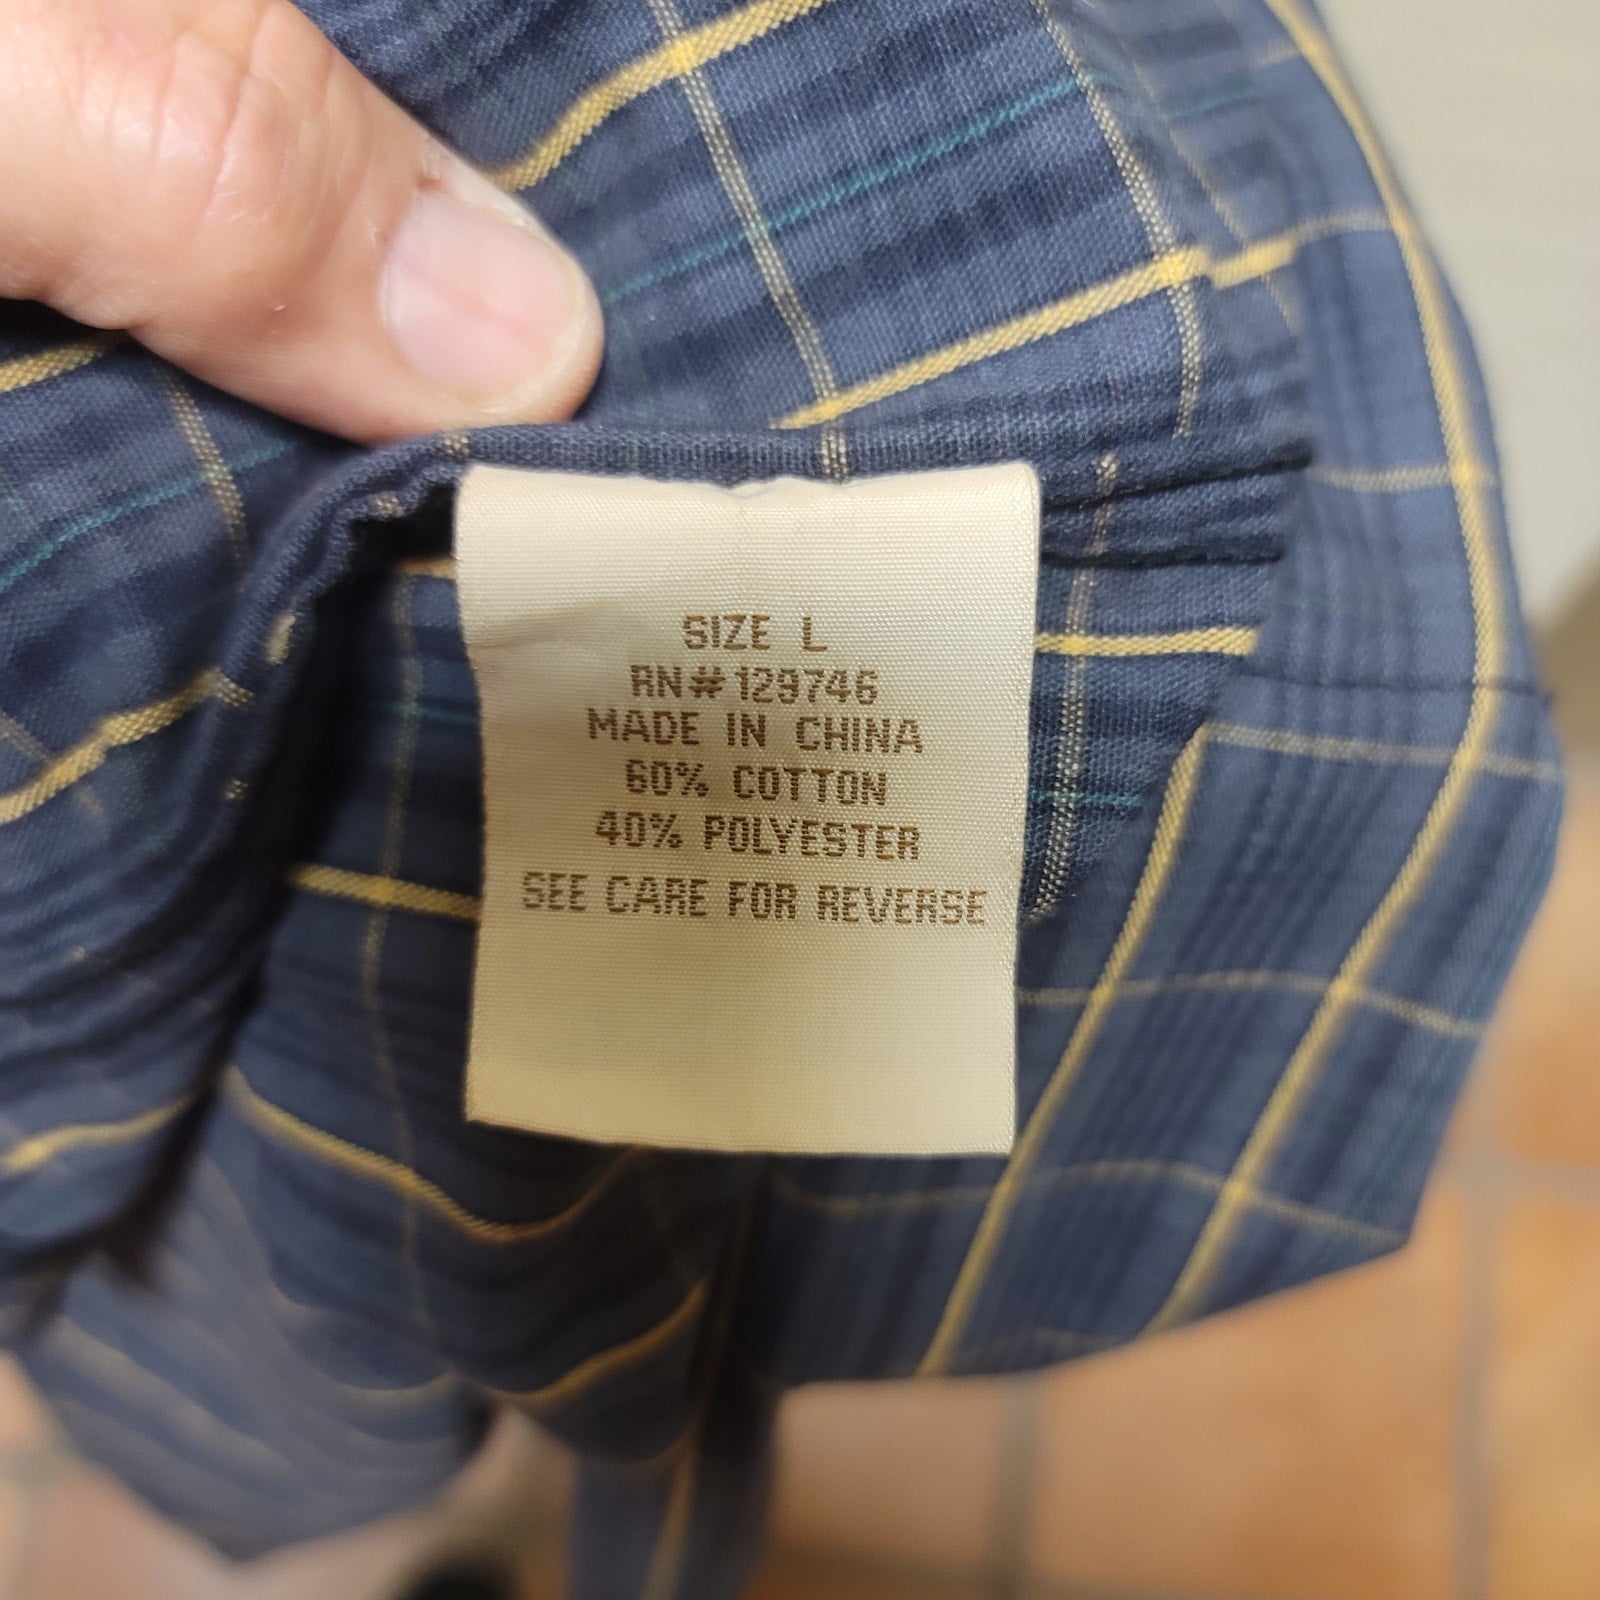 SIZE L
RN#129746
MADE IN CHINA
60% COTTON
40% POLYESTER
SEE CARE FOR REVERSE